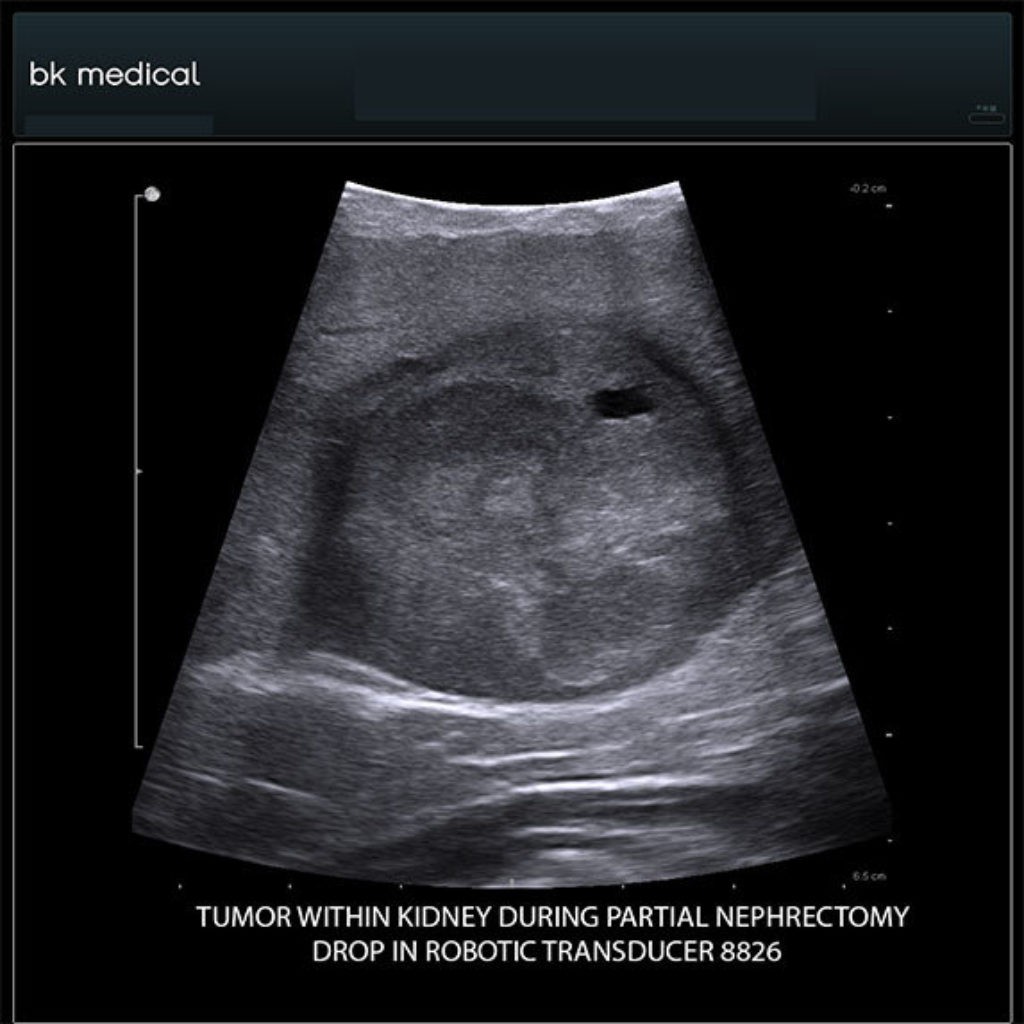 bk medical
-0.2 cm
6.5 cm
TUMOR WITHIN KIDNEY DURING PARTIAL NEPHRECTOMY
DROP IN ROBOTIC TRANSDUCER 8826